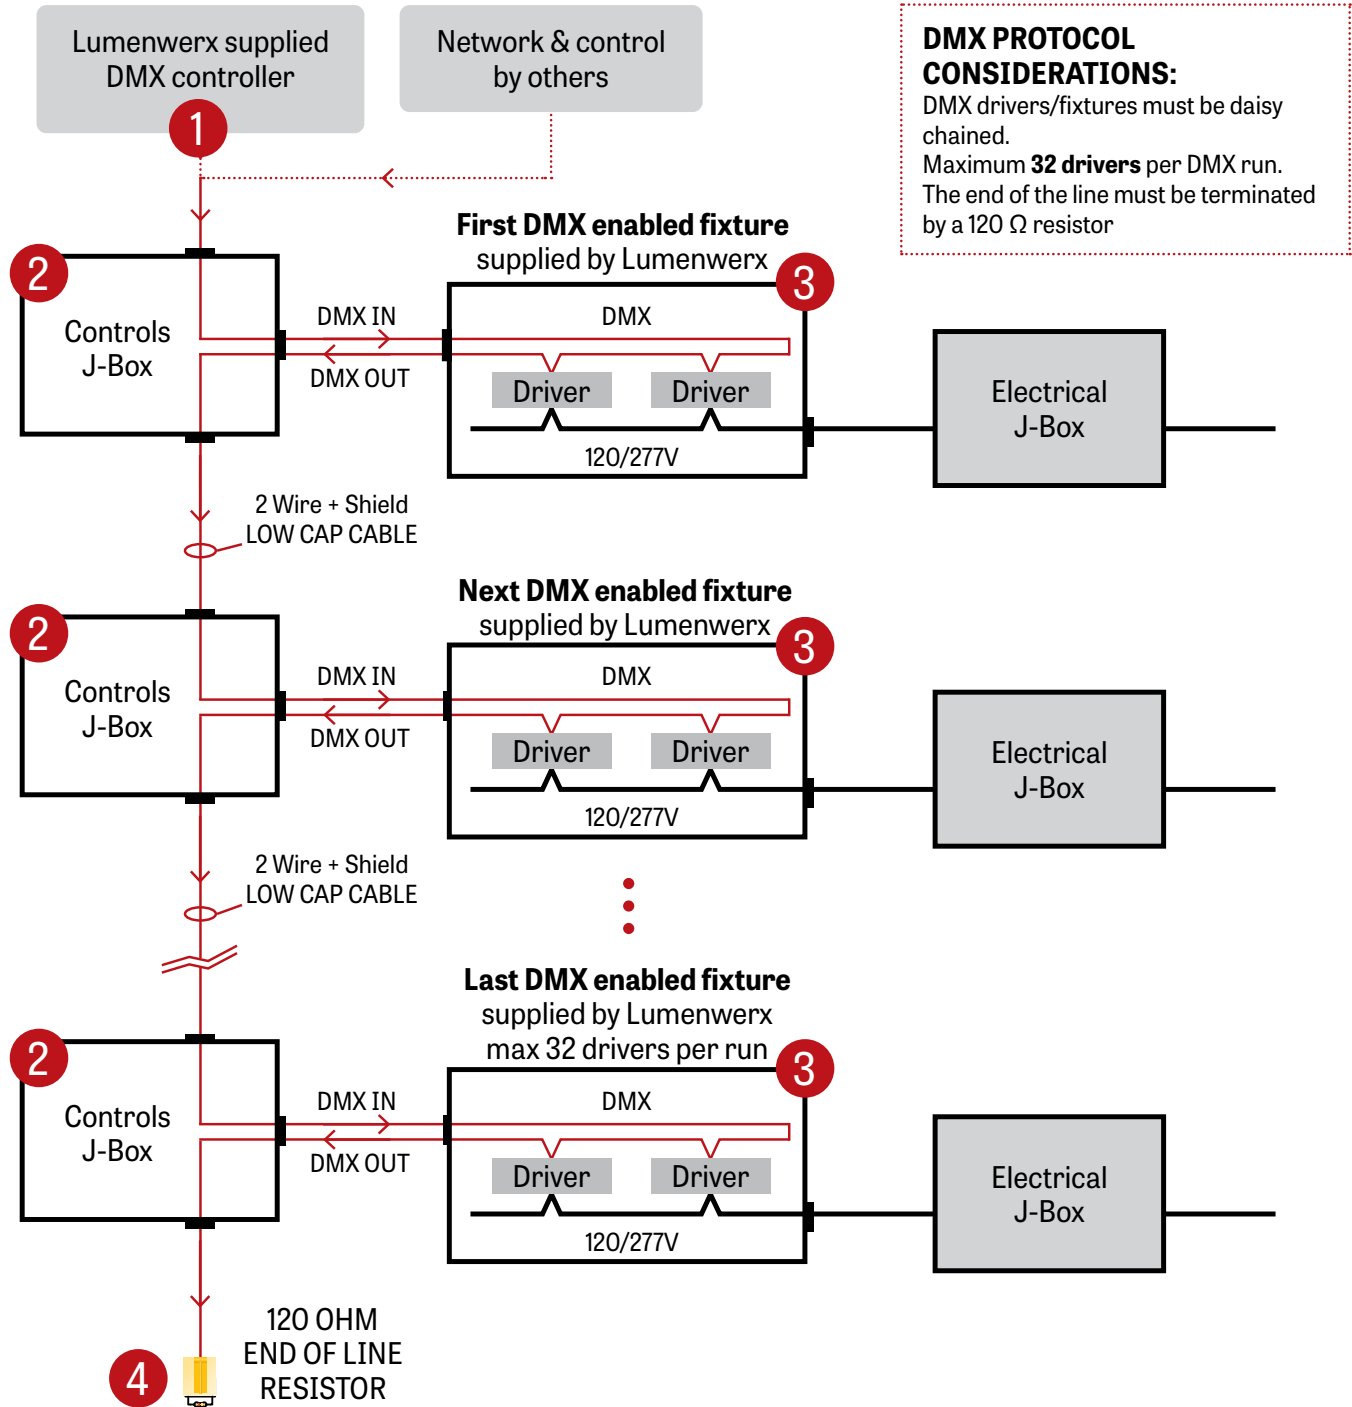 Lumenwerx supplied
DMX controller
1
Network & control
by others
DMX PROTOCOL
CONSIDERATIONS:
DMX drivers/fixtures must be daisy
chained.
Maximum 32 drivers per DMX run.
The end of the line must be terminated
by a 120 Ω resistor
2
Controls
J-Box
DMX IN
DMX OUT
First DMX enabled fixture
supplied by Lumenwerx
3
DMX
Driver
Driver
120/277V
Electrical
J-Box
2 Wire + Shield
LOW CAP CABLE
2
Controls
J-Box
DMX IN
DMX OUT
Next DMX enabled fixture
supplied by Lumenwerx
3
DMX
Driver
Driver
120/277V
Electrical
J-Box
2 Wire + Shield
LOW CAP CABLE
2
Controls
J-Box
DMX IN
DMX OUT
Last DMX enabled fixture
supplied by Lumenwerx
max 32 drivers per run
3
DMX
Driver
Driver
120/277V
Electrical
J-Box
4
120 OHM
END OF LINE
RESISTOR